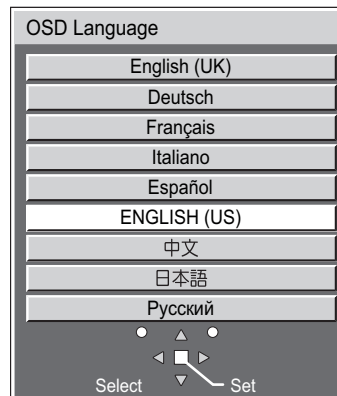 OSD Language
English (UK)
Deutsch
Français
Italiano
Español
ENGLISH (US)
中文
日本語
Русский
Select Set